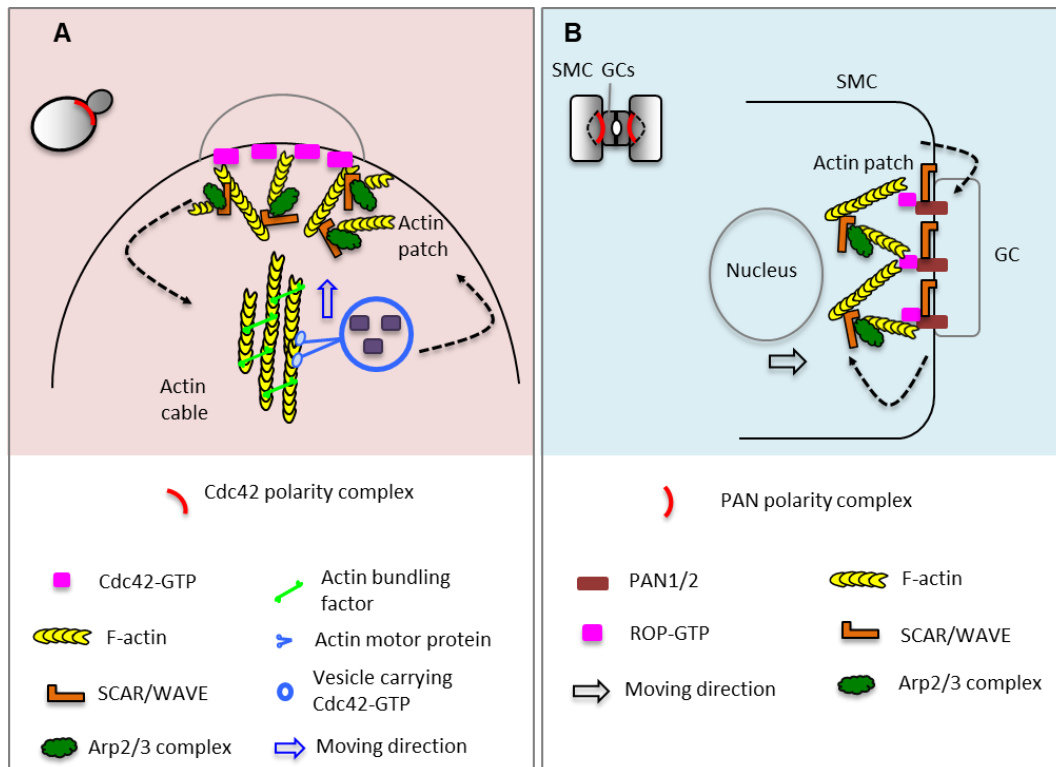 A
Actin
patch
Actin
cable
Cdc42 polarity complex
Cdc42-GTP
F-actin
SCAR/WAVE
Arp2/3 complex
Actin bundling
factor
Actin motor protein
Vesicle carrying
Cdc42-GTP
Moving direction
B
SMC GCs
SMC
Actin patch
Nucleus
GC
PAN polarity complex
PAN1/2
ROP-GTP
Moving direction
F-actin
SCAR/WAVE
Arp2/3 complex